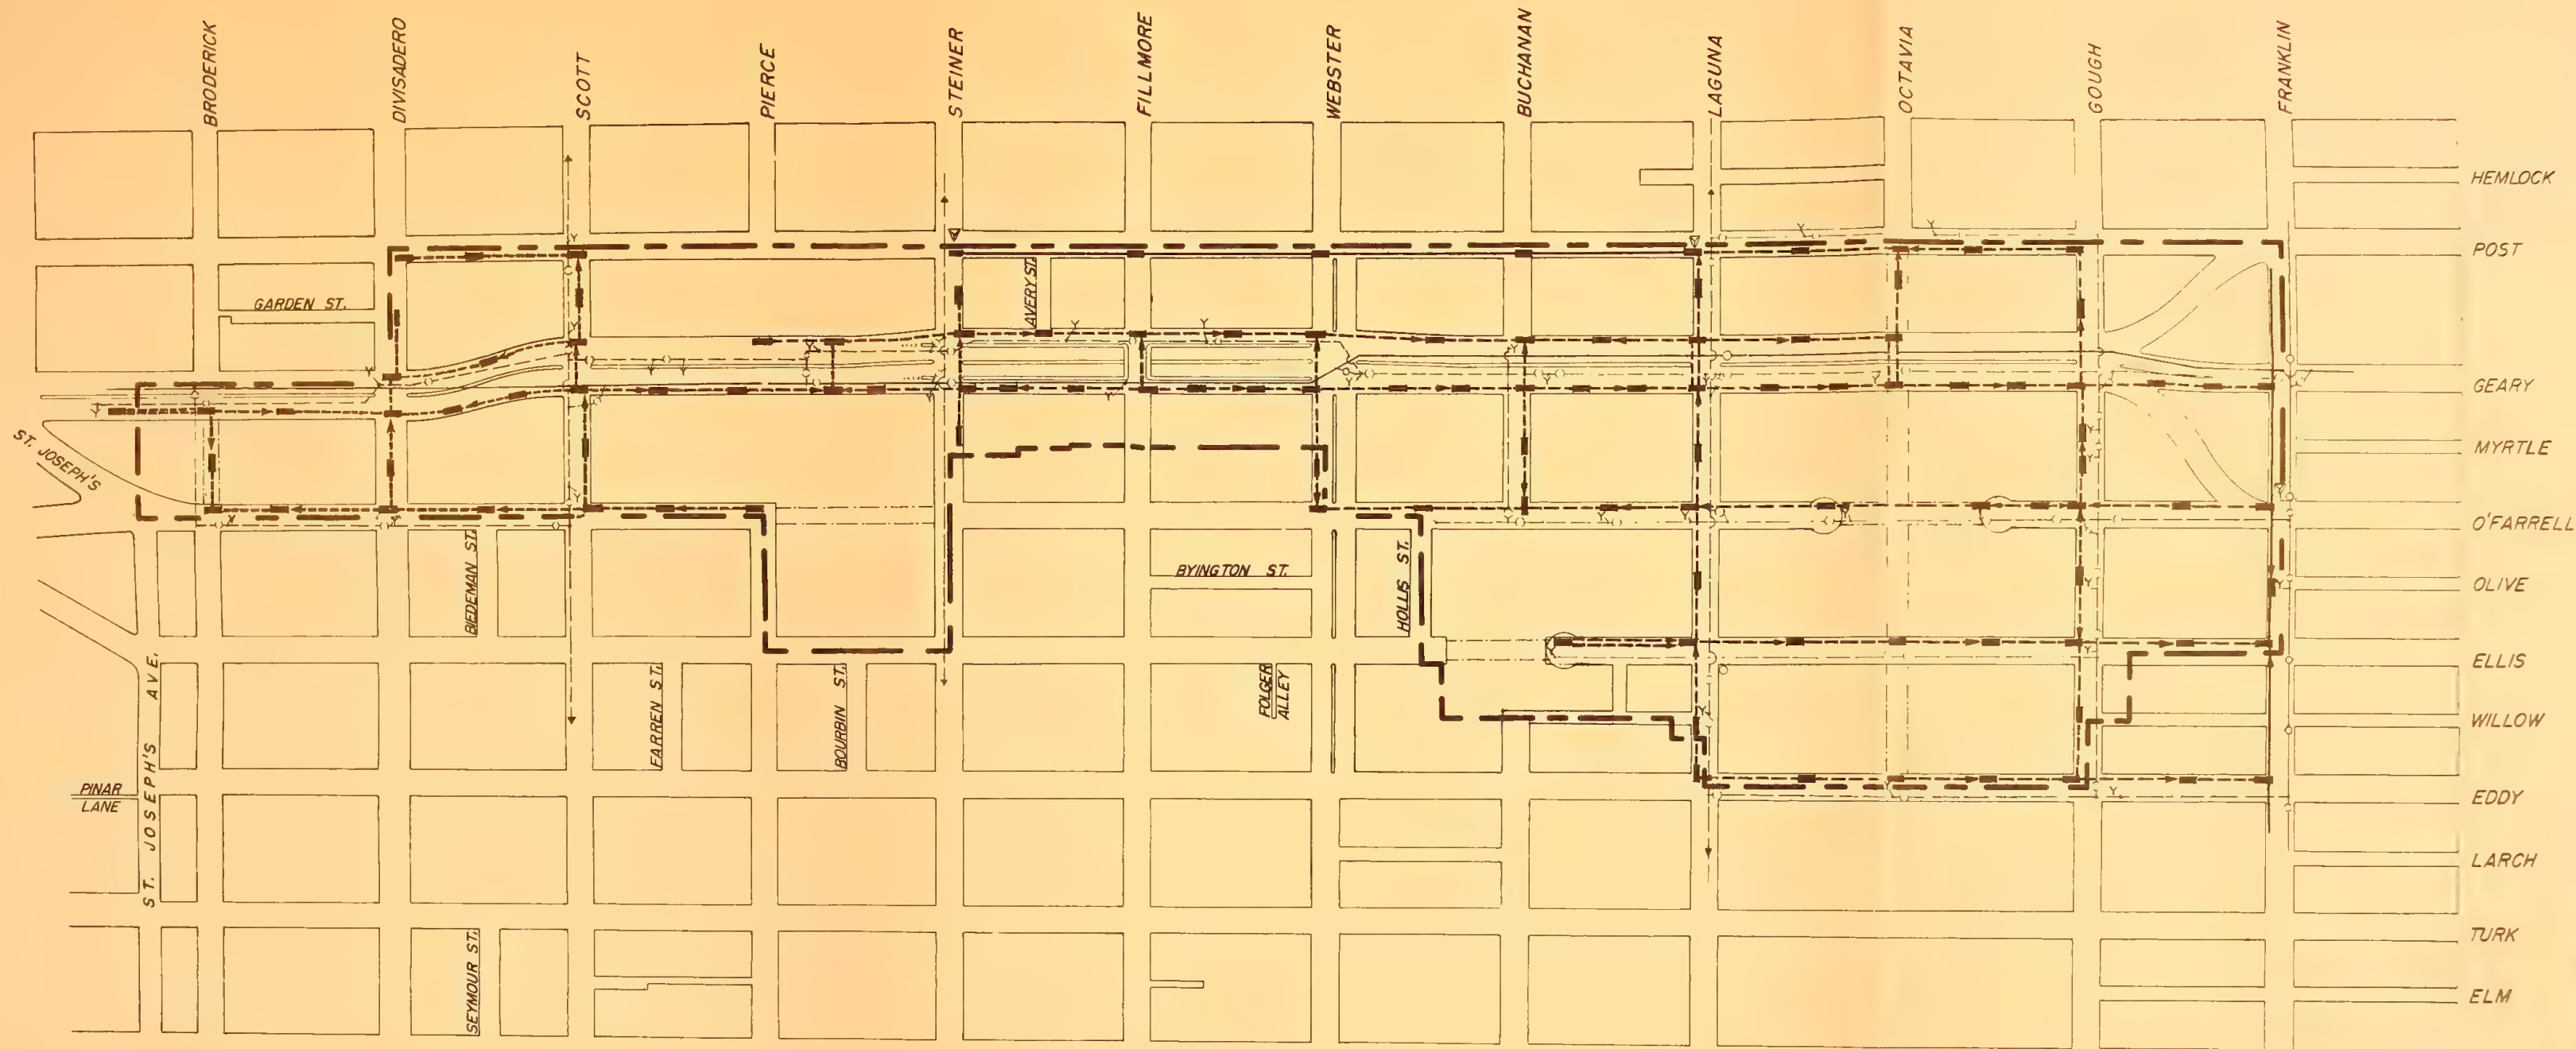 BRODERICK
DIVISADERO
SCOTT
PIERCE
STEINER
FILLMORE
WEBSTER
BUCHANAN
LAGUNA
OCTAVIA
GOUGH
FRANKLIN
HEMLOCK
POST
GEARY
MYRTLE
O'FARRELL
OLIVE
ELLIS
WILLOW
EDDY
LARCH
TURK
ELM
GARDEN ST.
AVERY ST.
ST. JOSEPH'S
BIEDEMAN ST.
BYINGTON ST.
HOLLIS ST.
ST. JOSEPH'S AVE.
FARREN ST.
BOURBIN ST.
FOLGER
ALLEY
PINAR
LANE
SEYMOUR ST.